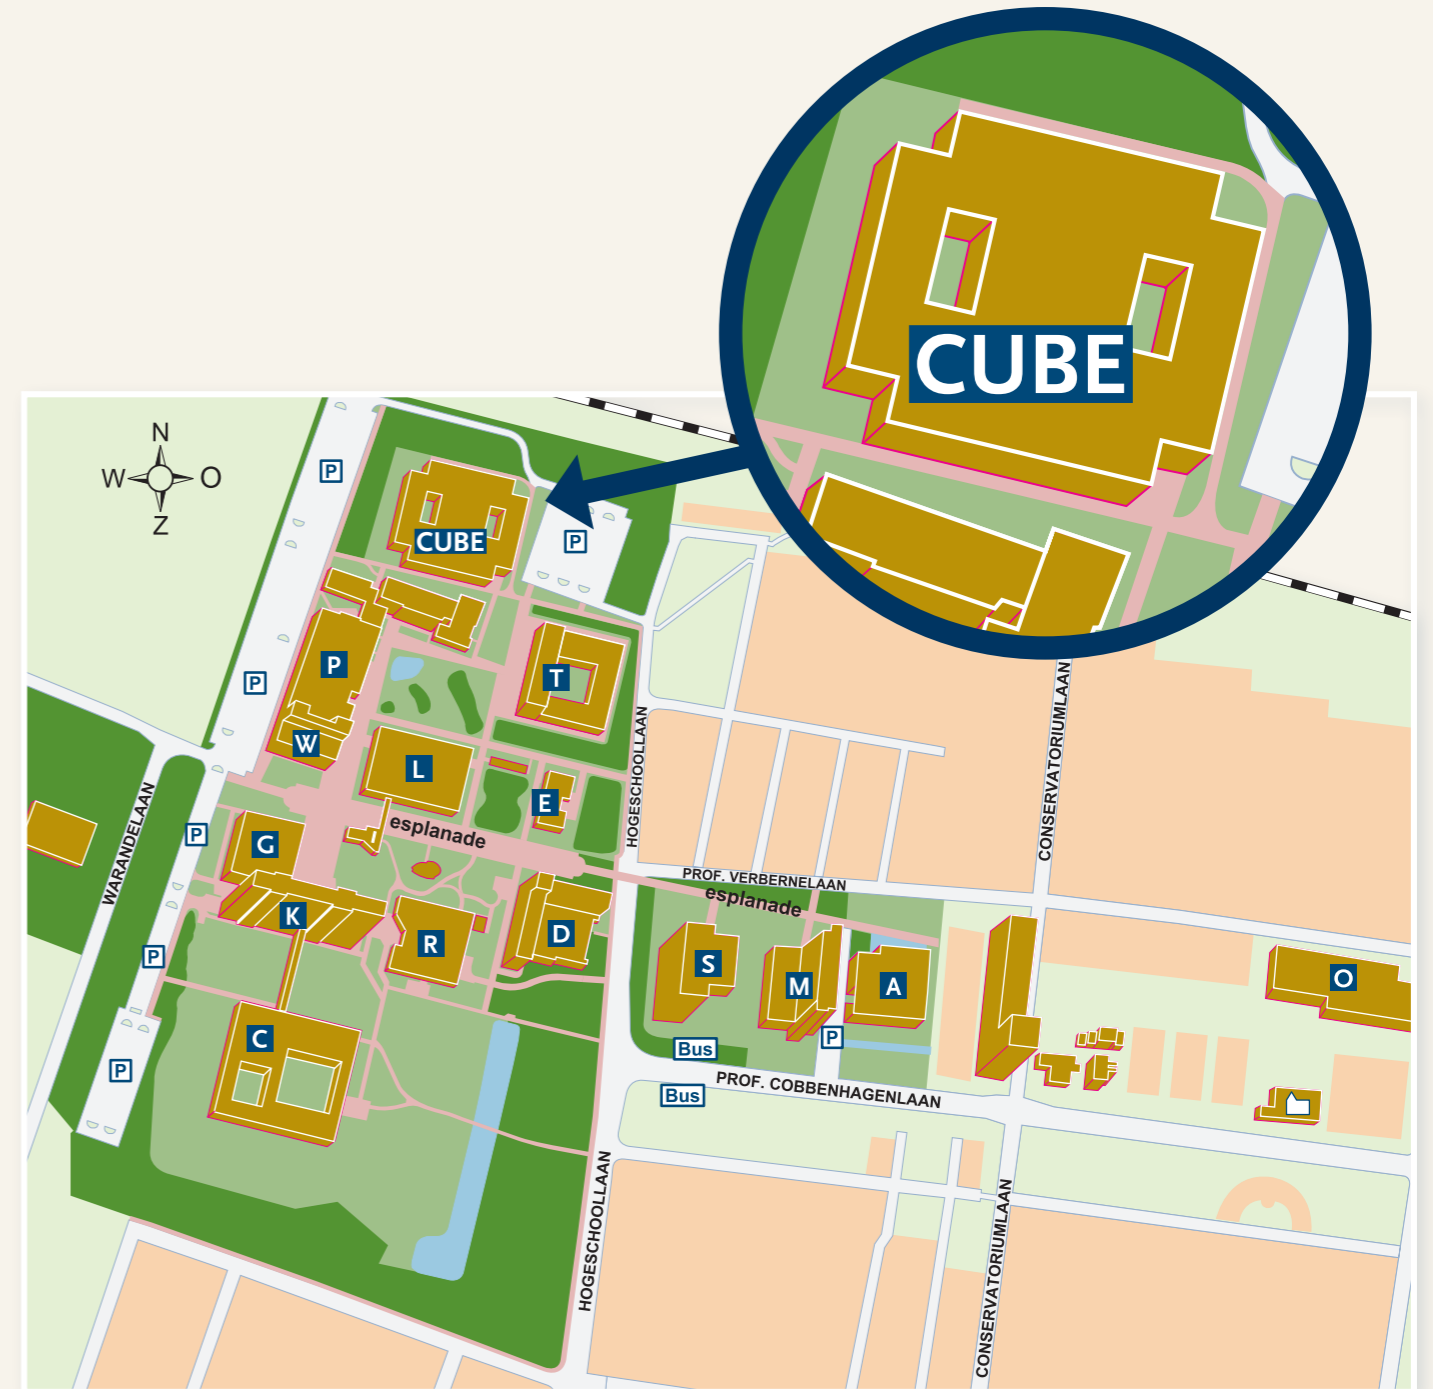 CUBE
N
W
O
Z
P
CUBE
P
P
T
P
W
L
HOGESCHOOLLAAN
CONSERVATORIUMLAAN
E
WARANDELAAN
P
esplanade
G
PROF. VERBERNELAAN
esplanade
K
R
D
P
S
M
A
O
C
P
Bus
P
PROF. COBBENHAGENLAAN
Bus
HOGESCHOOLLAAN
CONSERVATORIUMLAAN